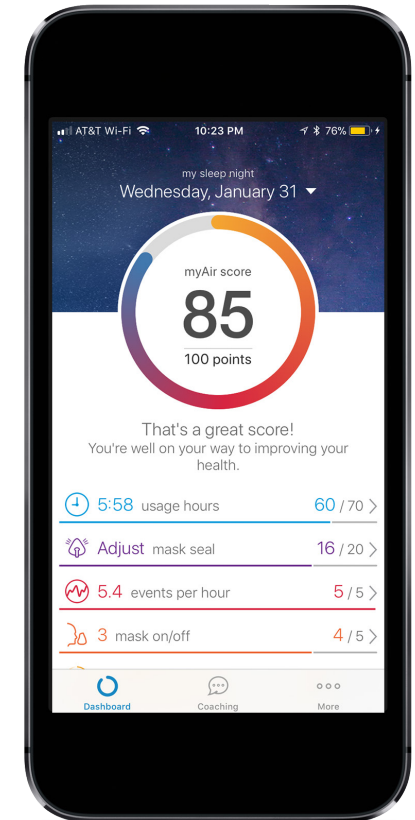 AT&T Wi-Fi 10:23 PM 76%
my sleep night
Wednesday, January 31
myAir score
85
100 points
That's a great score!
You're well on your way to improving your
health.
5:58 usage hours 60 / 70
Adjust mask seal 16 / 20
5.4 events per hour 5 / 5
3 mask on/off 4 / 5
Dashboard Coaching More